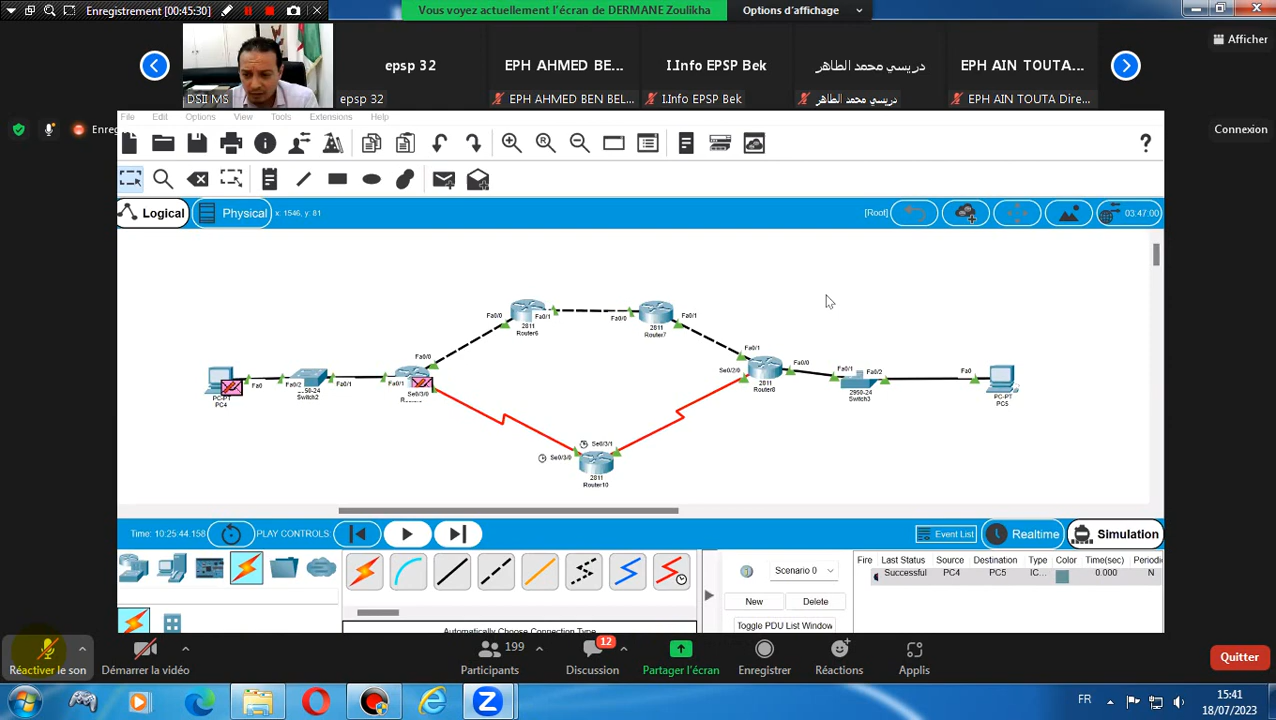 Enregistrement [00:45:30]
Vous voyez actuellement l'écran de DERMANE Zoulikha
Options d'affichage
Afficher
epsp 32
EPH AHMED BE...
I.Info EPSP Bek
دريسي محمد الطاهر
EPH AIN TOUTA...
DSII MS
epsp 32
EPH AHMED BEN BEL...
I.Info EPSP Bek
دريسي محمد الطاهر
EPH AIN TOUTA Dire...
File Edit Options View Tools Extensions Help
Connexion
Logical
Physical
x: 1546, y: 81
[Root]
03:47:00
Fa0/0
Fa0/1
2811
Router6
Fa0/0
2811
Router7
Fa0/1
Fa0/1
Fa0/0
Se0/2/0
2811
Router8
Fa0/1
Fa0/2
2950-24
Switch3
Fa0
PC-PT
PC5
PC-PT
PC4
Fa0
Fa0/2
Fa0/1
Switch2
Fa0/1
Fa0/0
Se0/3/0
Se0/3/1
Se0/3/0
2811
Router10
Time: 10:25:44.158
PLAY CONTROLS:
Event List
Realtime
Simulation
Scenario 0
New
Delete
Toggle PDU List Window
Fire Last Status Source Destination Type Color Time(sec) Periodi
Successful PC4 PC5 IC... 0.000 N
Automatically Choose Connection Type
Réactiver le son
Démarrer la vidéo
199
Participants
12
Discussion
Partager l'écran
Enregistrer
Réactions
Applis
Quitter
FR
15:41
18/07/2023